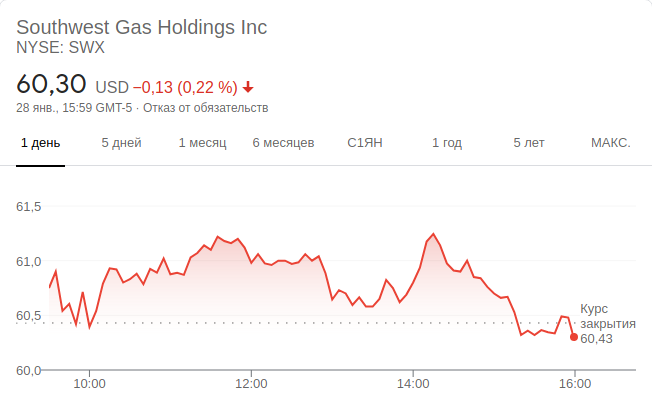 Southwest Gas Holdings Inc
NYSE: SWX
60,30 USD −0,13 (0,22 %) ↓
28 янв., 15:59 GMT-5 · Отказ от обязательств
1 день 5 дней 1 месяц 6 месяцев С1ЯН 1 год 5 лет МАКС.
61,5
61,0
60,5
60,0
Курс
закрытия
60,43
10:00 12:00 14:00 16:00